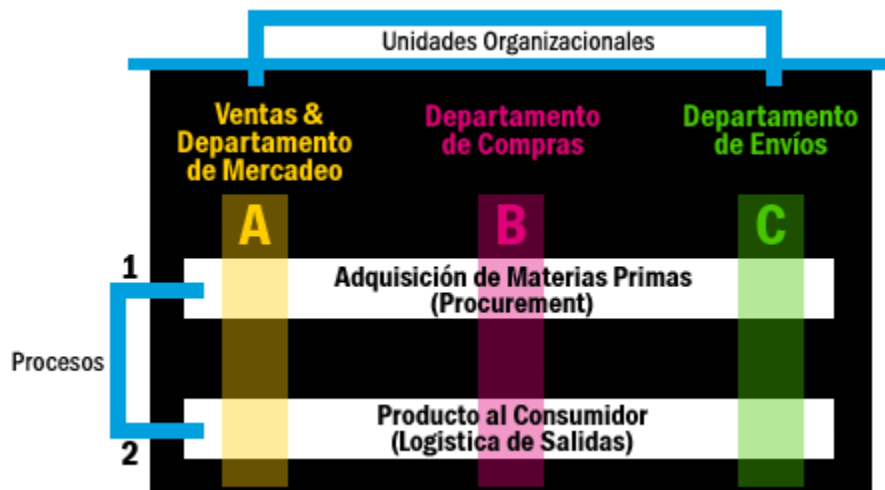 Unidades Organizacionales
Ventas &
Departamento
de Mercadeo
Departamento
de Compras
Departamento
de Envíos
A
B
C
1
Adquisición de Materias Primas
(Procurement)
Procesos
Producto al Consumidor
(Logistica de Salidas)
2